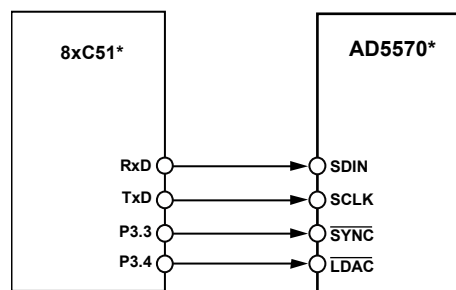 8xC51*
AD5570*
RxD
SDIN
TxD
SCLK
P3.3
SYNC
P3.4
LDAC